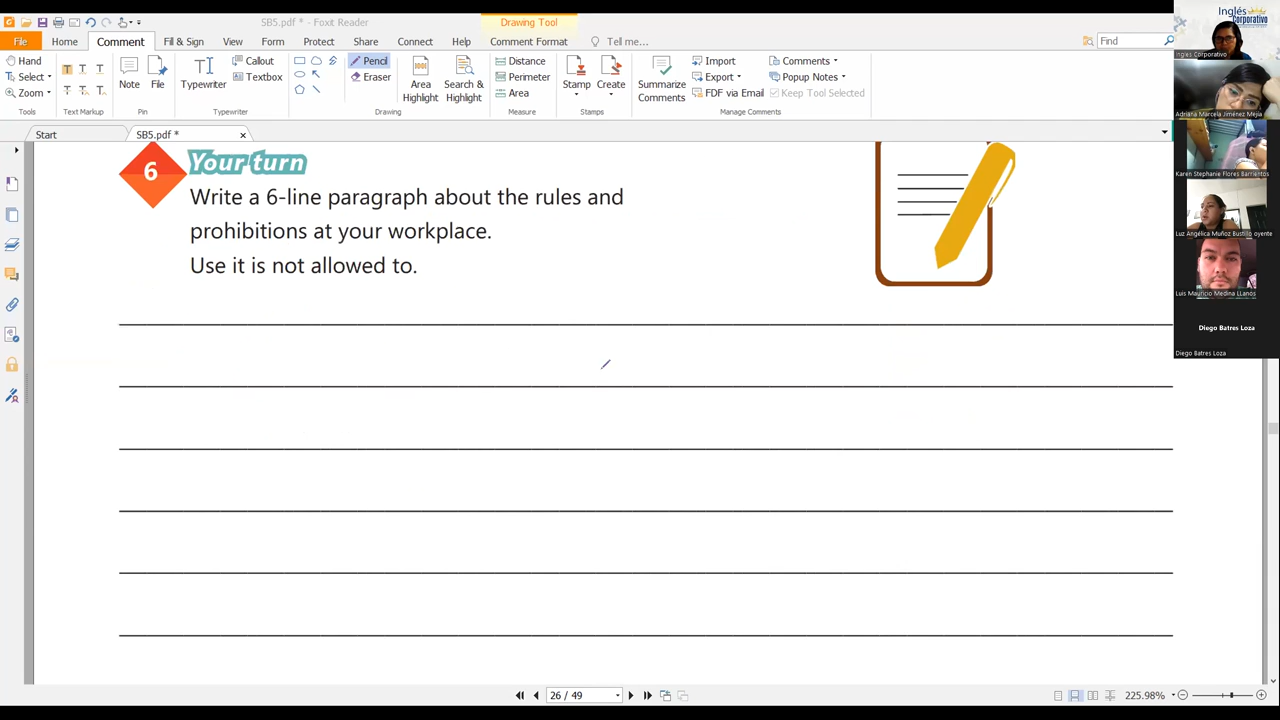 SB5.pdf * - Foxit Reader
Drawing Tool
File
Home
Comment
Fill & Sign
View
Form
Protect
Share
Connect
Help
Comment Format
Tell me...
Find
Hand
Select
Zoom
Tools
T T T
T T T
Text Markup
Note
File
Pin
Typewriter
Callout
Textbox
Typewriter
Pencil
Eraser
Drawing
Area Highlight
Search & Highlight
Distance
Perimeter
Area
Measure
Stamp
Create
Stamps
Summarize Comments
Import
Export
FDF via Email
Comments
Popup Notes
Keep Tool Selected
Manage Comments
Start
SB5.pdf *
6
Your turn
Write a 6-line paragraph about the rules and
prohibitions at your workplace.
Use it is not allowed to.
26 / 49
225.98%
Inglés
Corporativo
Inglés Corporativo
Adriana Marcela Jiménez Mejía
Karen Stephanie Flores Barrientos
Luz Angélica Muñoz Bustillo oyente
Luis Mauricio Medina LLanos
Diego Batres Loza
Diego Batres Loza